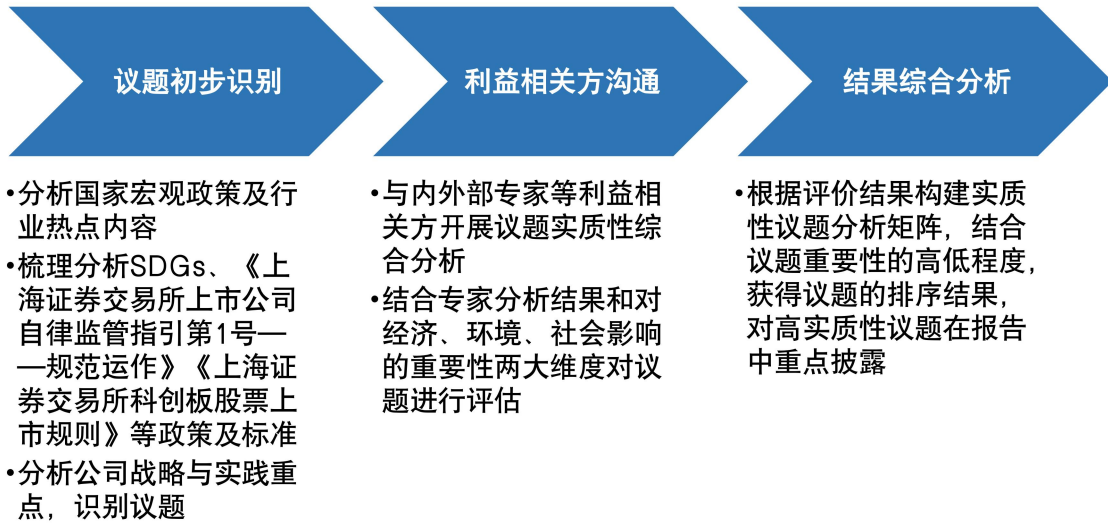 议题初步识别
•分析国家宏观政策及行
业热点内容
•梳理分析SDGs、《上
海证券交易所上市公司
自律监管指引第1号—
—规范运作》《上海证
券交易所科创板股票上
市规则》等政策及标准
•分析公司战略与实践重
点，识别议题
利益相关方沟通
•与内外部专家等利益相
关方开展议题实质性综
合分析
•结合专家分析结果和对
经济、环境、社会影响
的重要性两大维度对议
题进行评估
结果综合分析
•根据评价结果构建实质
性议题分析矩阵，结合
议题重要性的高低程度，
获得议题的排序结果，
对高实质性议题在报告
中重点披露